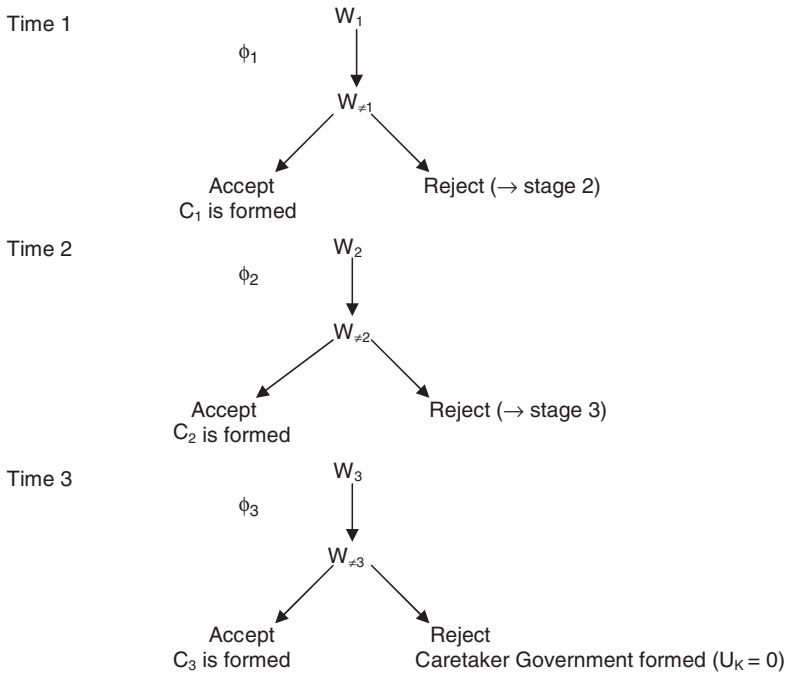 Time 1
W₁
ϕ₁
W≠₁
Accept
Reject (→ stage 2)
C₁ is formed
Time 2
W₂
ϕ₂
W≠₂
Accept
Reject (→ stage 3)
C₂ is formed
Time 3
W₃
ϕ₃
W≠₃
Accept
Reject
C₃ is formed
Caretaker Government formed (U_K = 0)